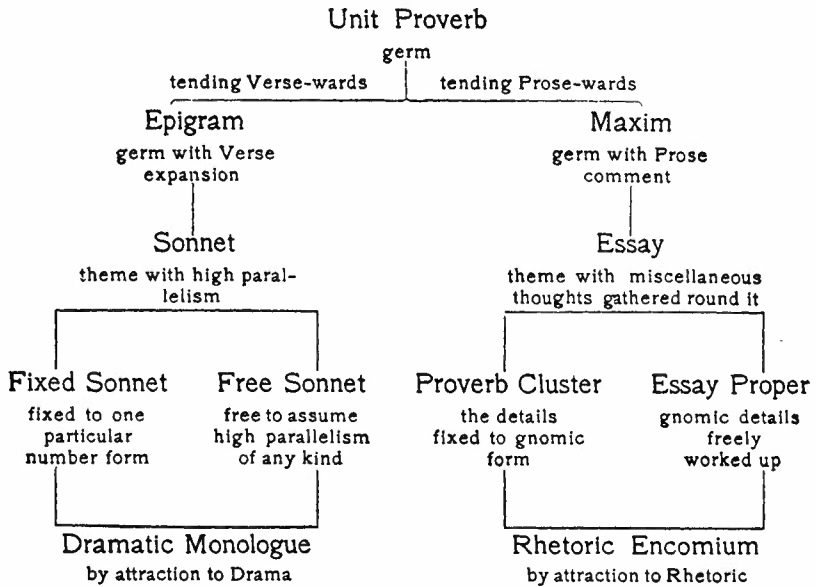 Unit Proverb
germ
tending Verse-wards
tending Prose-wards
Epigram
germ with Verse
expansion
Maxim
germ with Prose
comment
Sonnet
theme with high paral-
lelism
Essay
theme with miscellaneous
thoughts gathered round it
Fixed Sonnet
fixed to one
particular
number form
Free Sonnet
free to assume
high parallelism
of any kind
Proverb Cluster
the details
fixed to gnomic
form
Essay Proper
gnomic details
freely
worked up
Dramatic Monologue
by attraction to Drama
Rhetoric Encomium
by attraction to Rhetoric